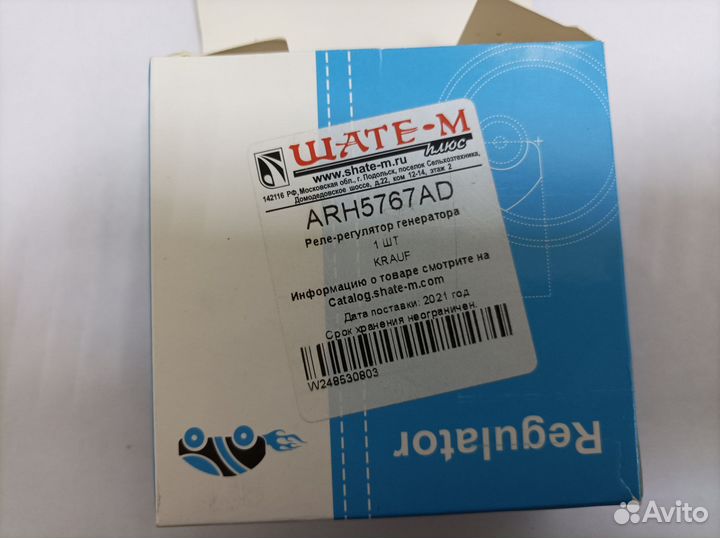 ШАТЕ-М
плюс
www.shate-m.ru
142116 РФ, Московская обл., г. Подольск, поселок Сельхозтехника,
Домодедовское шоссе, д.22, ком 12-14, этаж 2
ARH5767AD
Реле-регулятор генератора
1 ШТ
KRAUF
Информацию о товаре смотрите на
Catalog.shate-m.com
Дата поставки: 2021 год
Срок хранения неограничен.
W248530803
Regulator
Avito